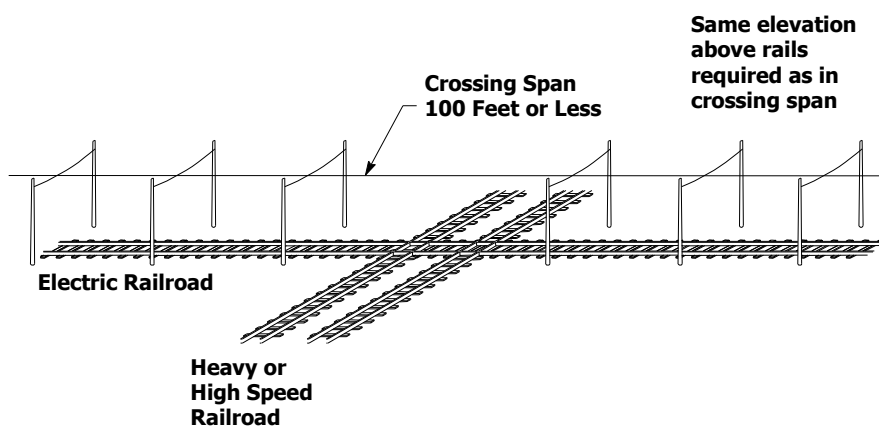 Same elevation
above rails
required as in
crossing span
Crossing Span
100 Feet or Less
Electric Railroad
Heavy or
High Speed
Railroad